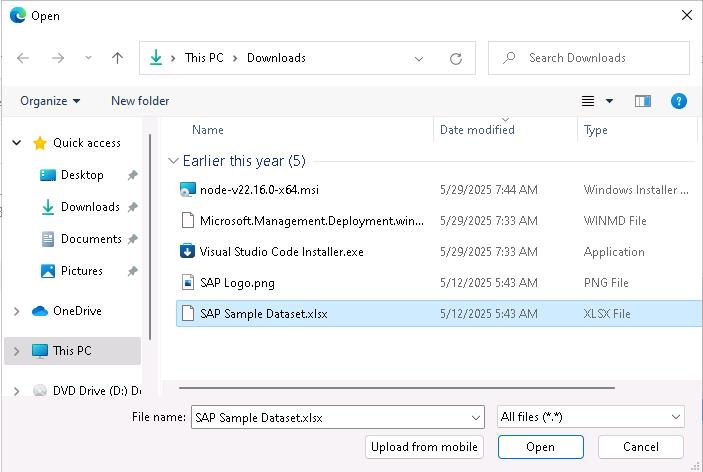 Open
This PC > Downloads
Search Downloads
Organize
New folder
Quick access
Desktop
Downloads
Documents
Pictures
OneDrive
This PC
DVD Drive (D:) D
Name Date modified Type
Earlier this year (5)
node-v22.16.0-x64.msi 5/29/2025 7:44 AM Windows Installer ...
Microsoft.Management.Deployment.win... 5/29/2025 7:33 AM WINMD File
Visual Studio Code Installer.exe 5/29/2025 7:33 AM Application
SAP Logo.png 5/12/2025 5:43 AM PNG File
SAP Sample Dataset.xlsx 5/12/2025 5:43 AM XLSX File
File name: SAP Sample Dataset.xlsx All files (*.*)
Upload from mobile Open Cancel